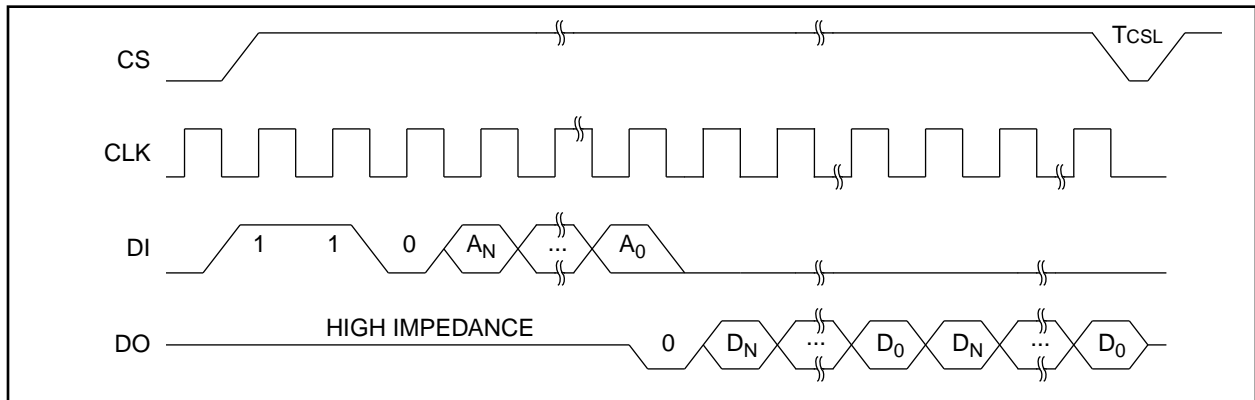 CS TCSL
CLK
DI 1 1 0 AN ... A0
DO HIGH IMPEDANCE 0 DN ... D0 DN ... D0